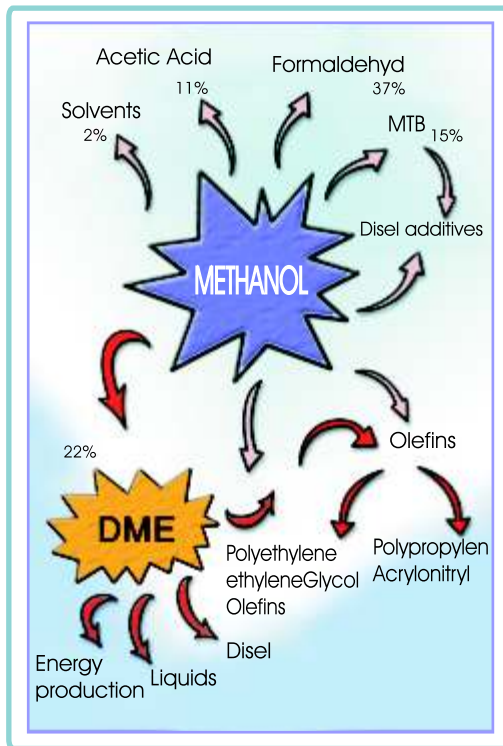 Acetic Acid
11%
Formaldehyd
37%
Solvents
2%
MTB
15%
Disel additives
METHANOL
Olefins
22%
DME
Polyethylene
ethyleneGlycol
Olefins
Polypropylen
Acrylonitryl
Disel
Energy
production
Liquids